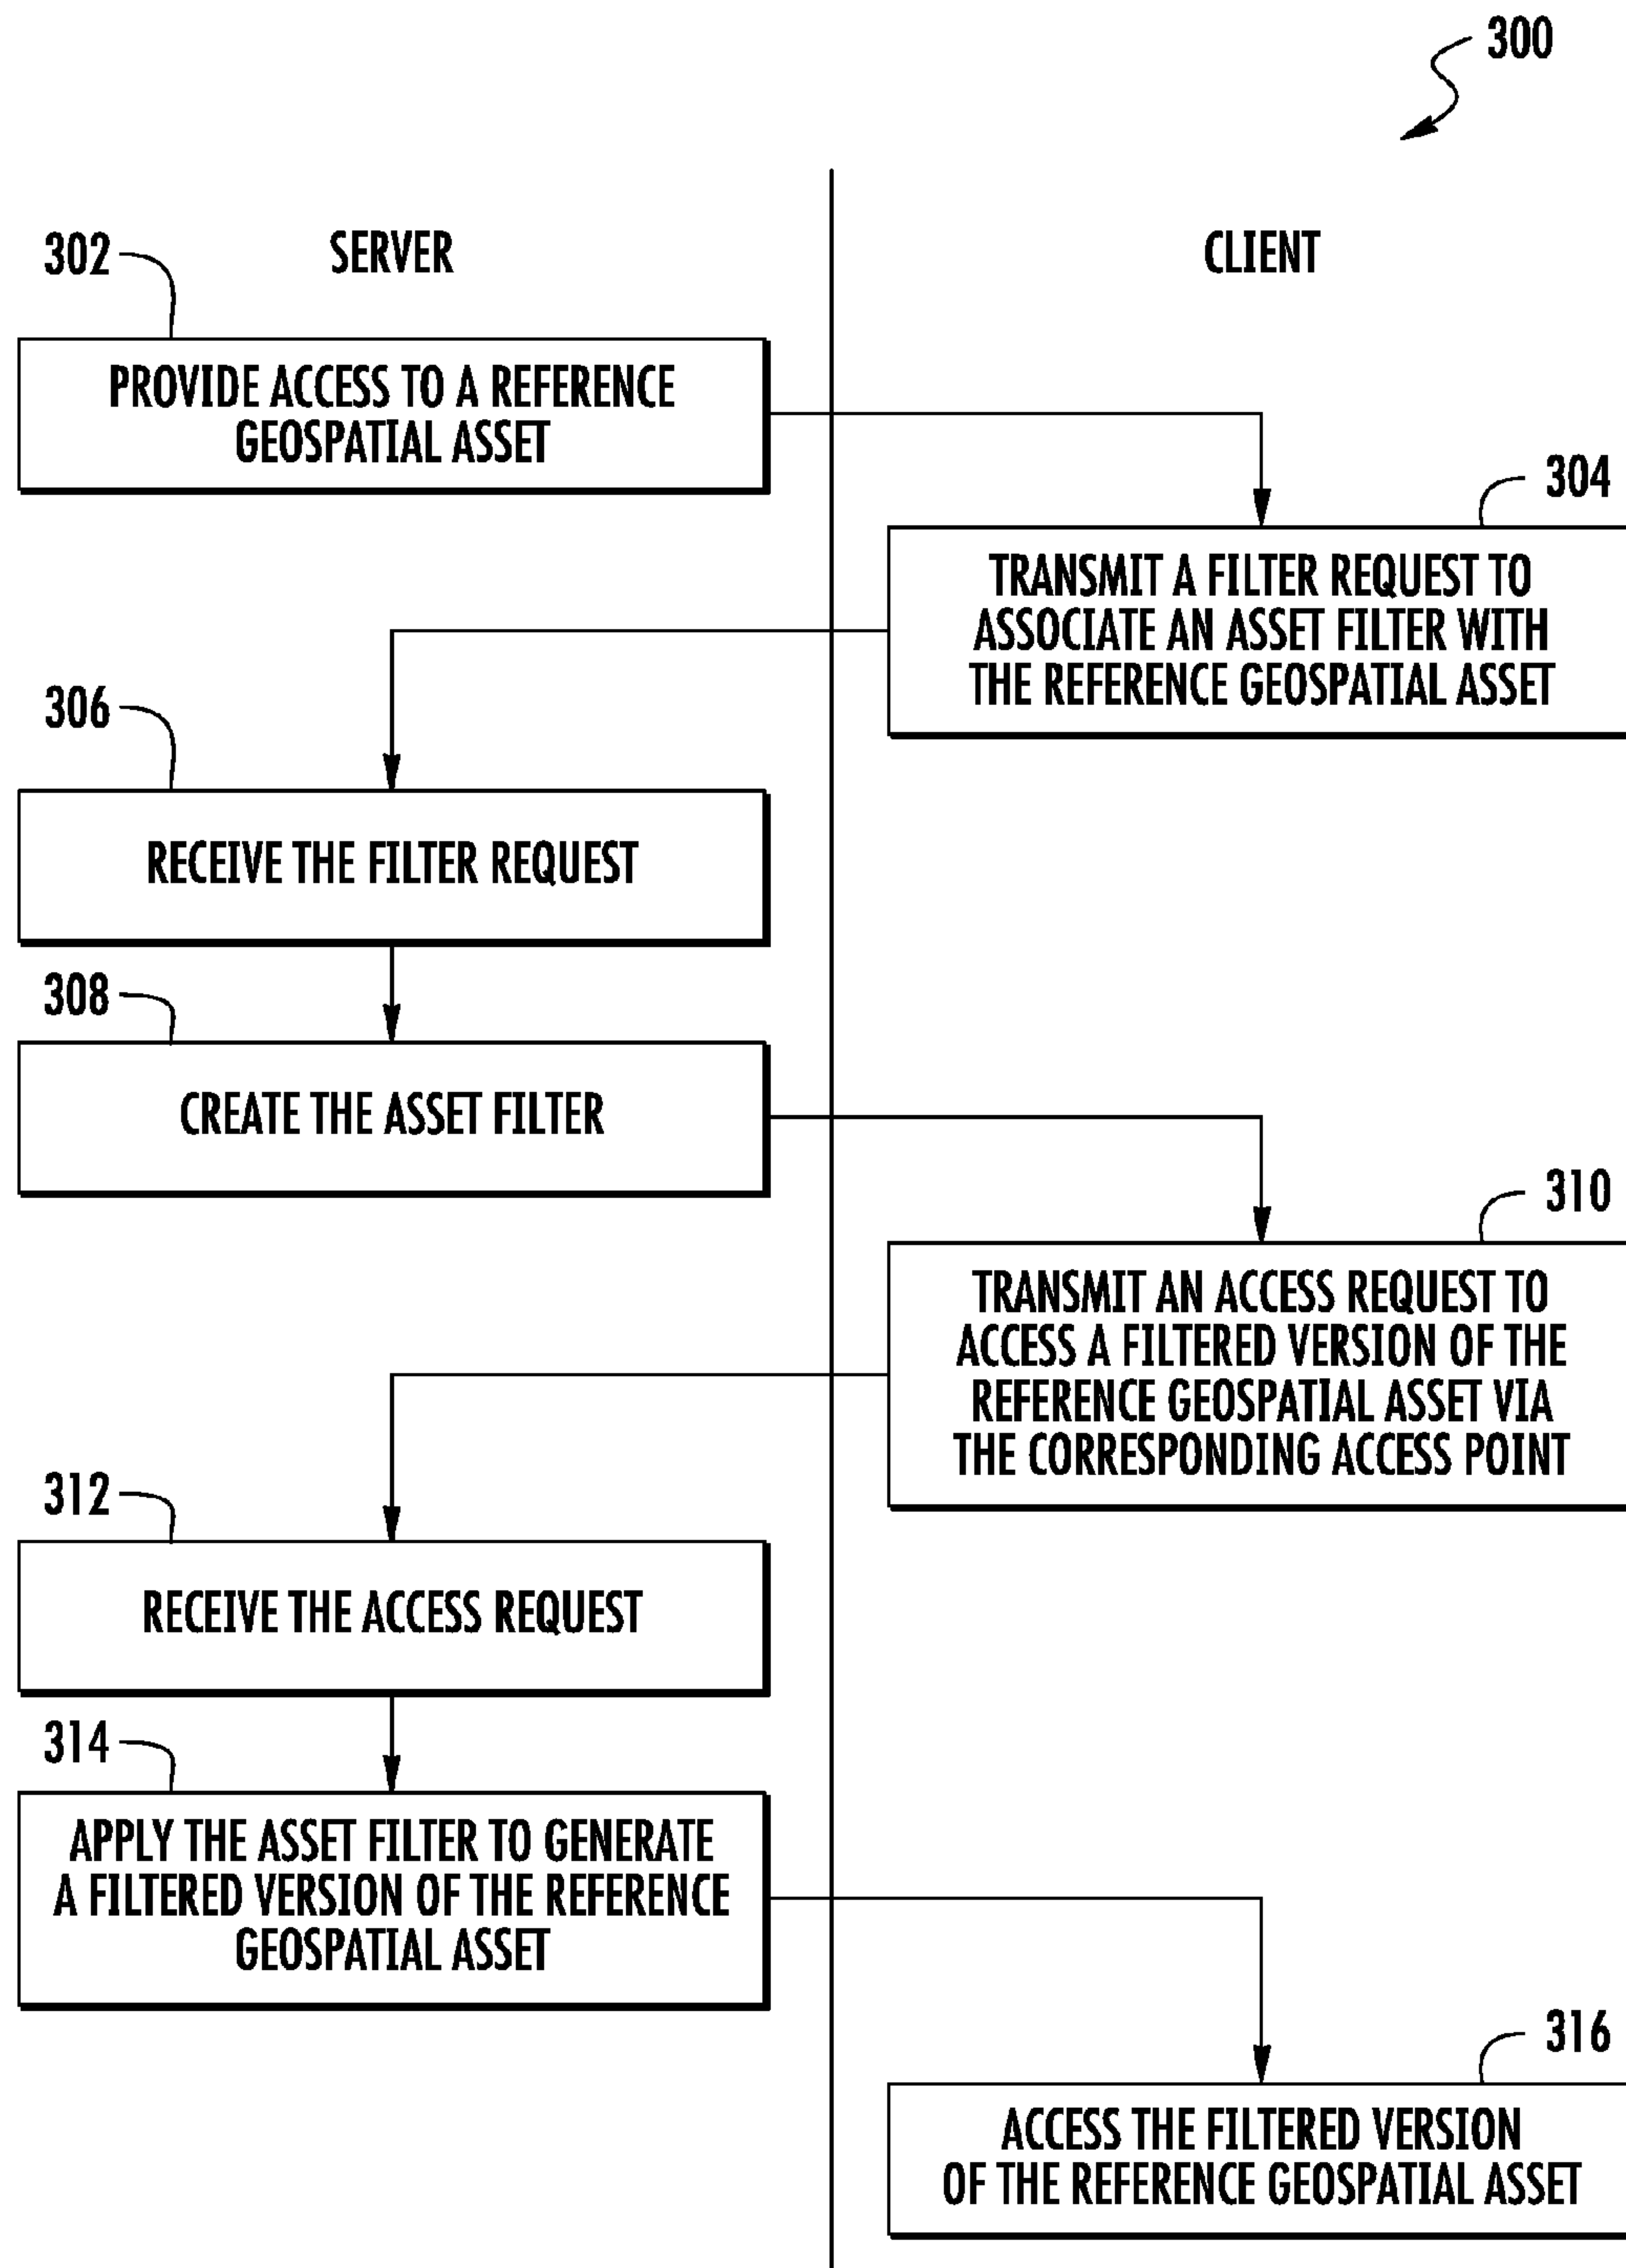 300
SERVER
CLIENT
302
PROVIDE ACCESS TO A REFERENCE
GEOSPATIAL ASSET
304
TRANSMIT A FILTER REQUEST TO
ASSOCIATE AN ASSET FILTER WITH
THE REFERENCE GEOSPATIAL ASSET
306
RECEIVE THE FILTER REQUEST
308
CREATE THE ASSET FILTER
310
TRANSMIT AN ACCESS REQUEST TO
ACCESS A FILTERED VERSION OF THE
REFERENCE GEOSPATIAL ASSET VIA
THE CORRESPONDING ACCESS POINT
312
RECEIVE THE ACCESS REQUEST
314
APPLY THE ASSET FILTER TO GENERATE
A FILTERED VERSION OF THE REFERENCE
GEOSPATIAL ASSET
316
ACCESS THE FILTERED VERSION
OF THE REFERENCE GEOSPATIAL ASSET